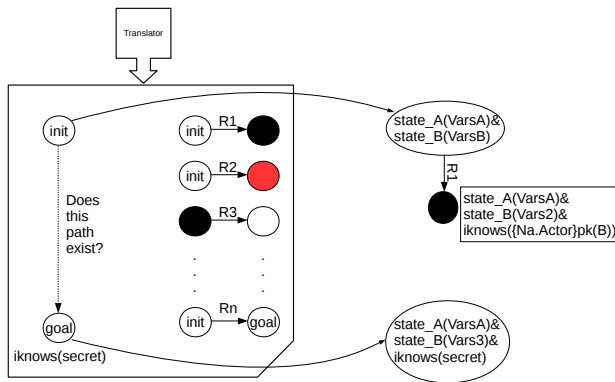 Translator
init
init
R1
state_A(VarsA)&
state_B(VarsB)
R1
init
R2
Does
this
path
exist?
R3
state_A(VarsA)&
state_B(Vars2)&
iknows({Na.Actor}pk(B))
. .
. .
. .
goal
iknows(secret)
init
Rn
goal
state_A(VarsA)&
state_B(Vars3)&
iknows(secret)